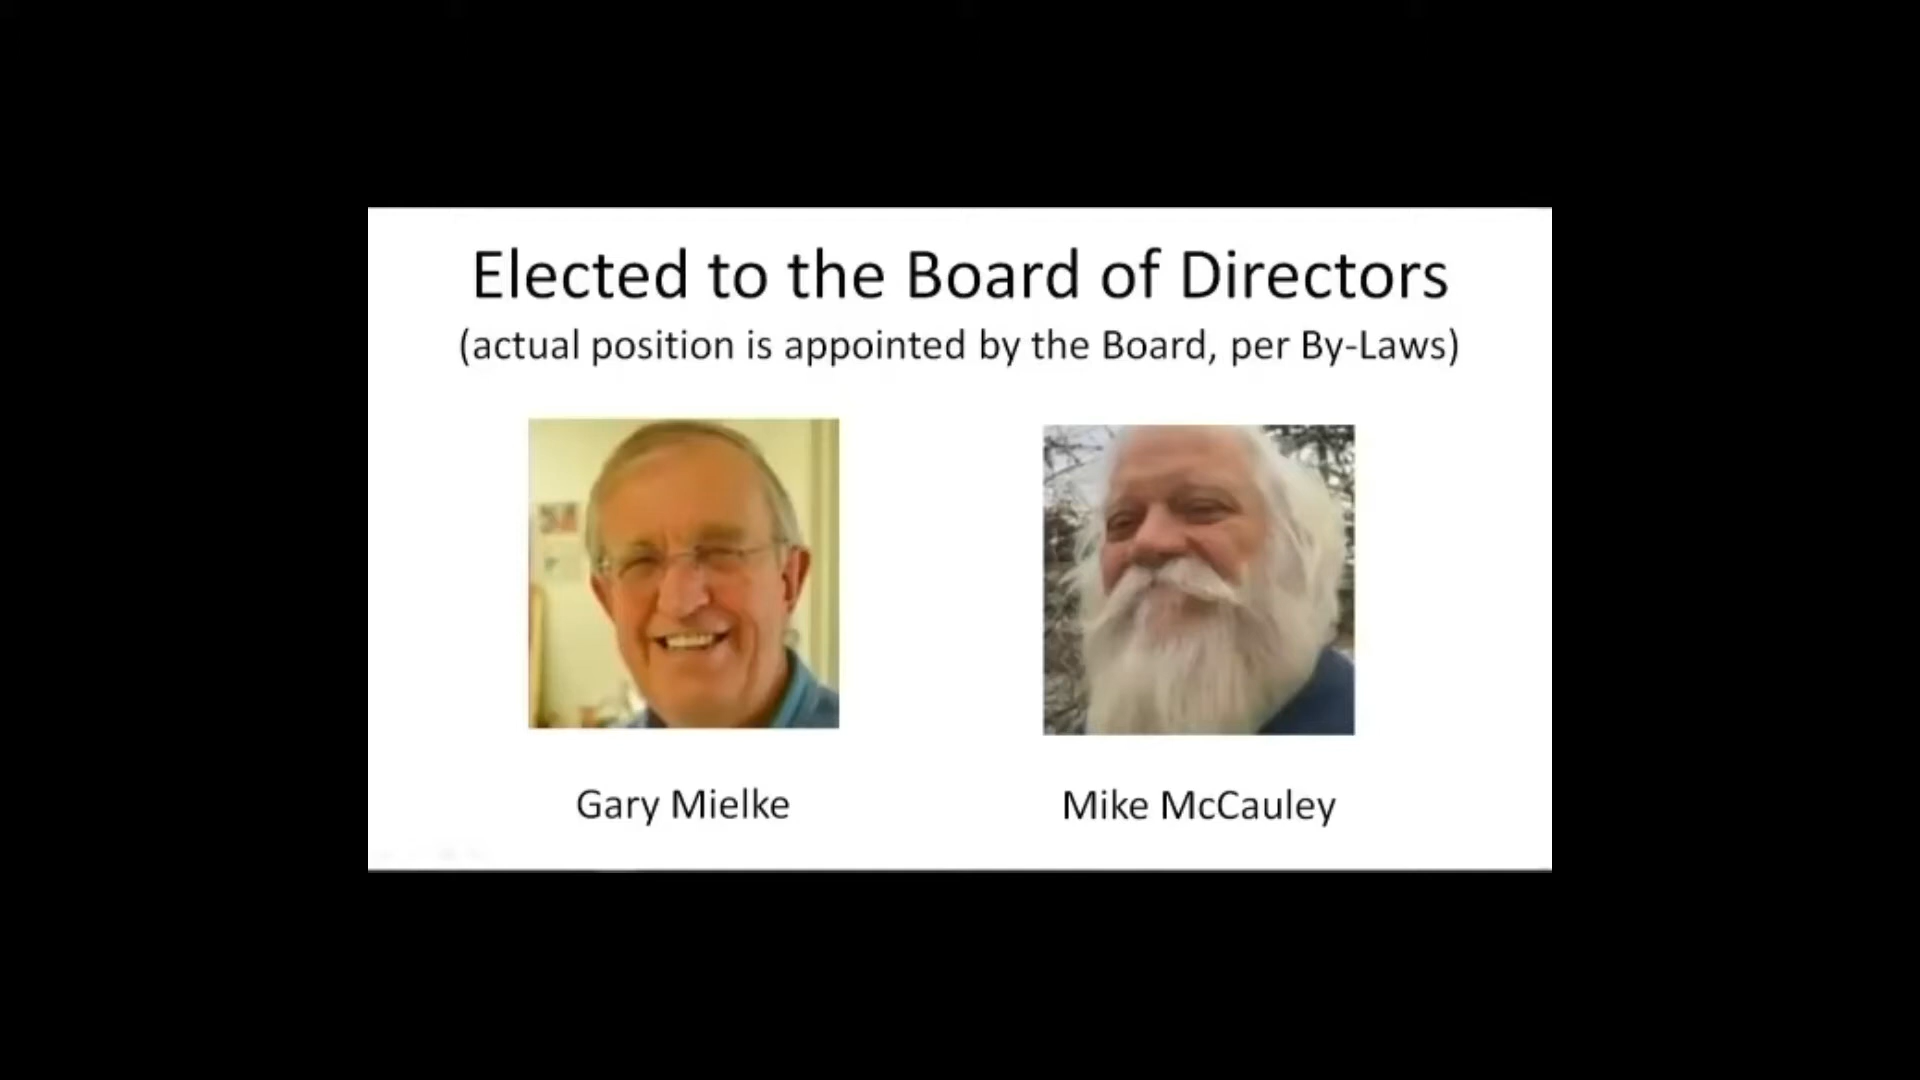 Elected to the Board of Directors
(actual position is appointed by the Board, per By-Laws)
Gary Mielke
Mike McCauley